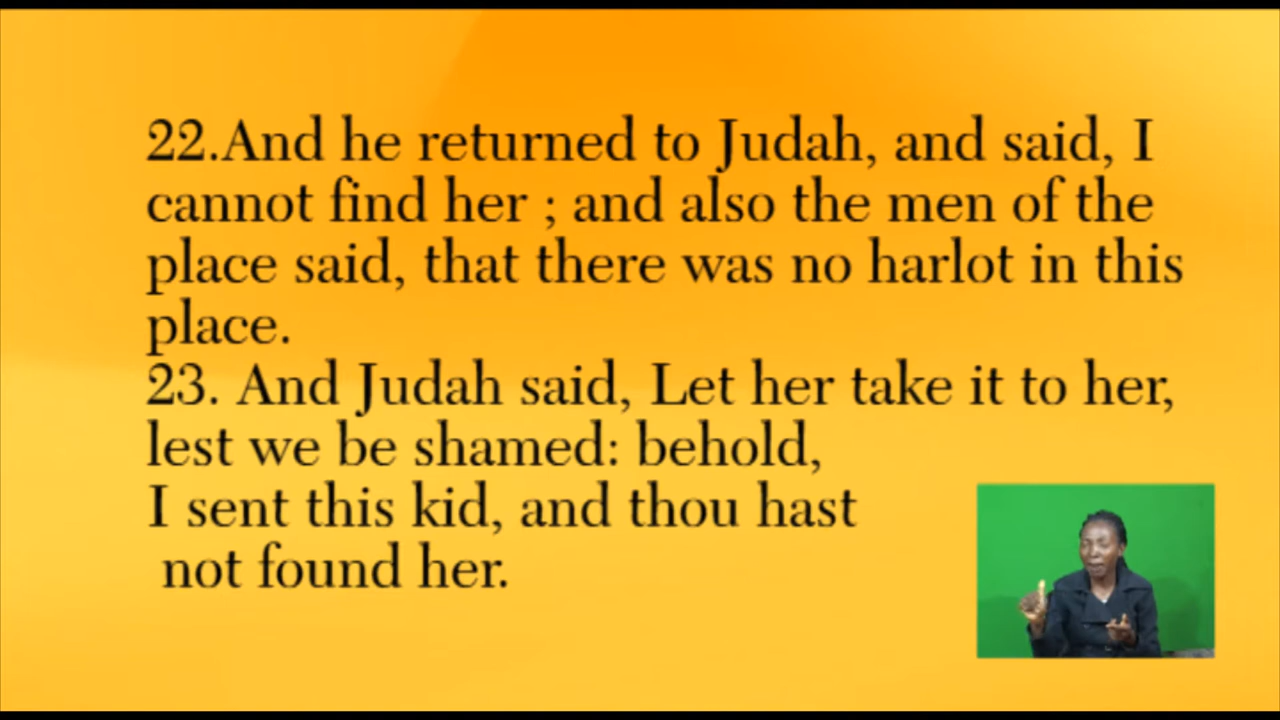 22.And he returned to Judah, and said, I
cannot find her ; and also the men of the
place said, that there was no harlot in this
place.
23. And Judah said, Let her take it to her,
lest we be shamed: behold,
I sent this kid, and thou hast
not found her.